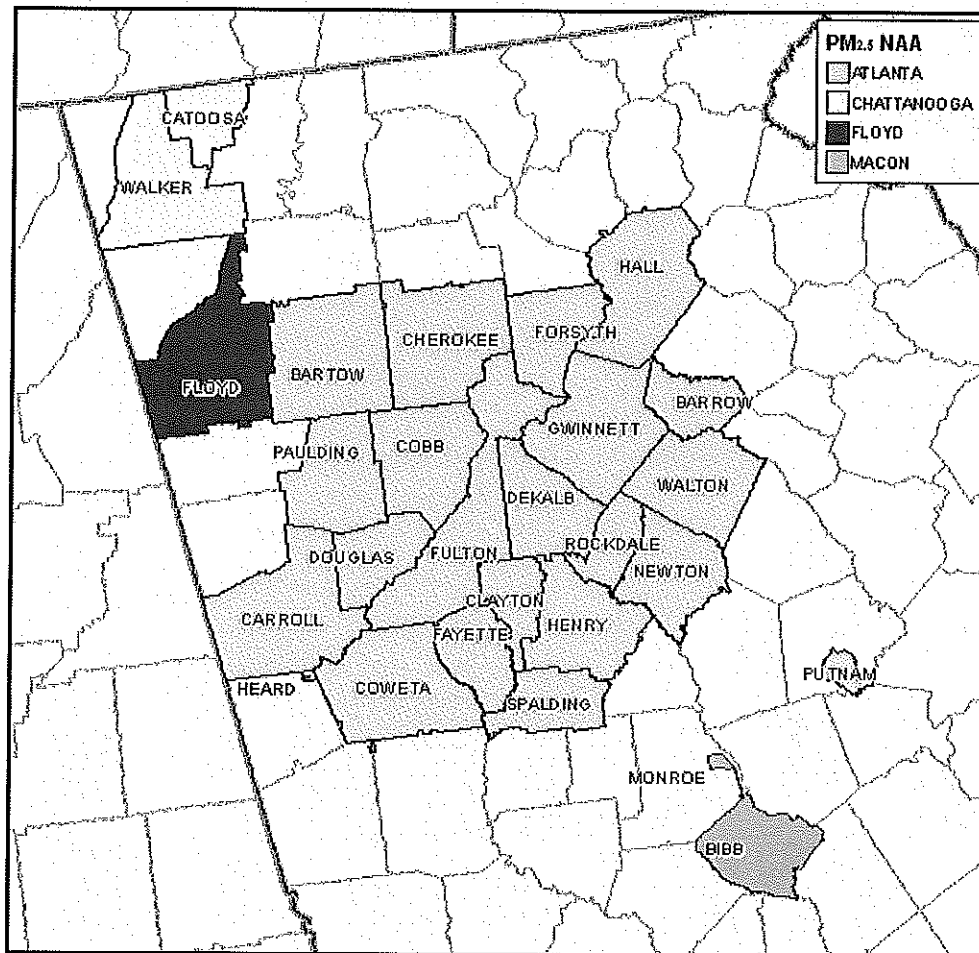 PM2.5 NAA
ATLANTA
CHATTANOOGA
FLOYD
MACON
CATOOSA
WALKER
HALL
CHEROKEE
FORSYTH
FLOYD
BARTOW
BARROW
GWINNETT
PAULDING
COBB
WALTON
DEKALB
DOUGLAS
FULTON
ROCKDALE
NEWTON
CLAYTON
CARROLL
HENRY
FAYETTE
PUTNAM
HEARD
COWETA
SPALDING
MONROE
BIBB